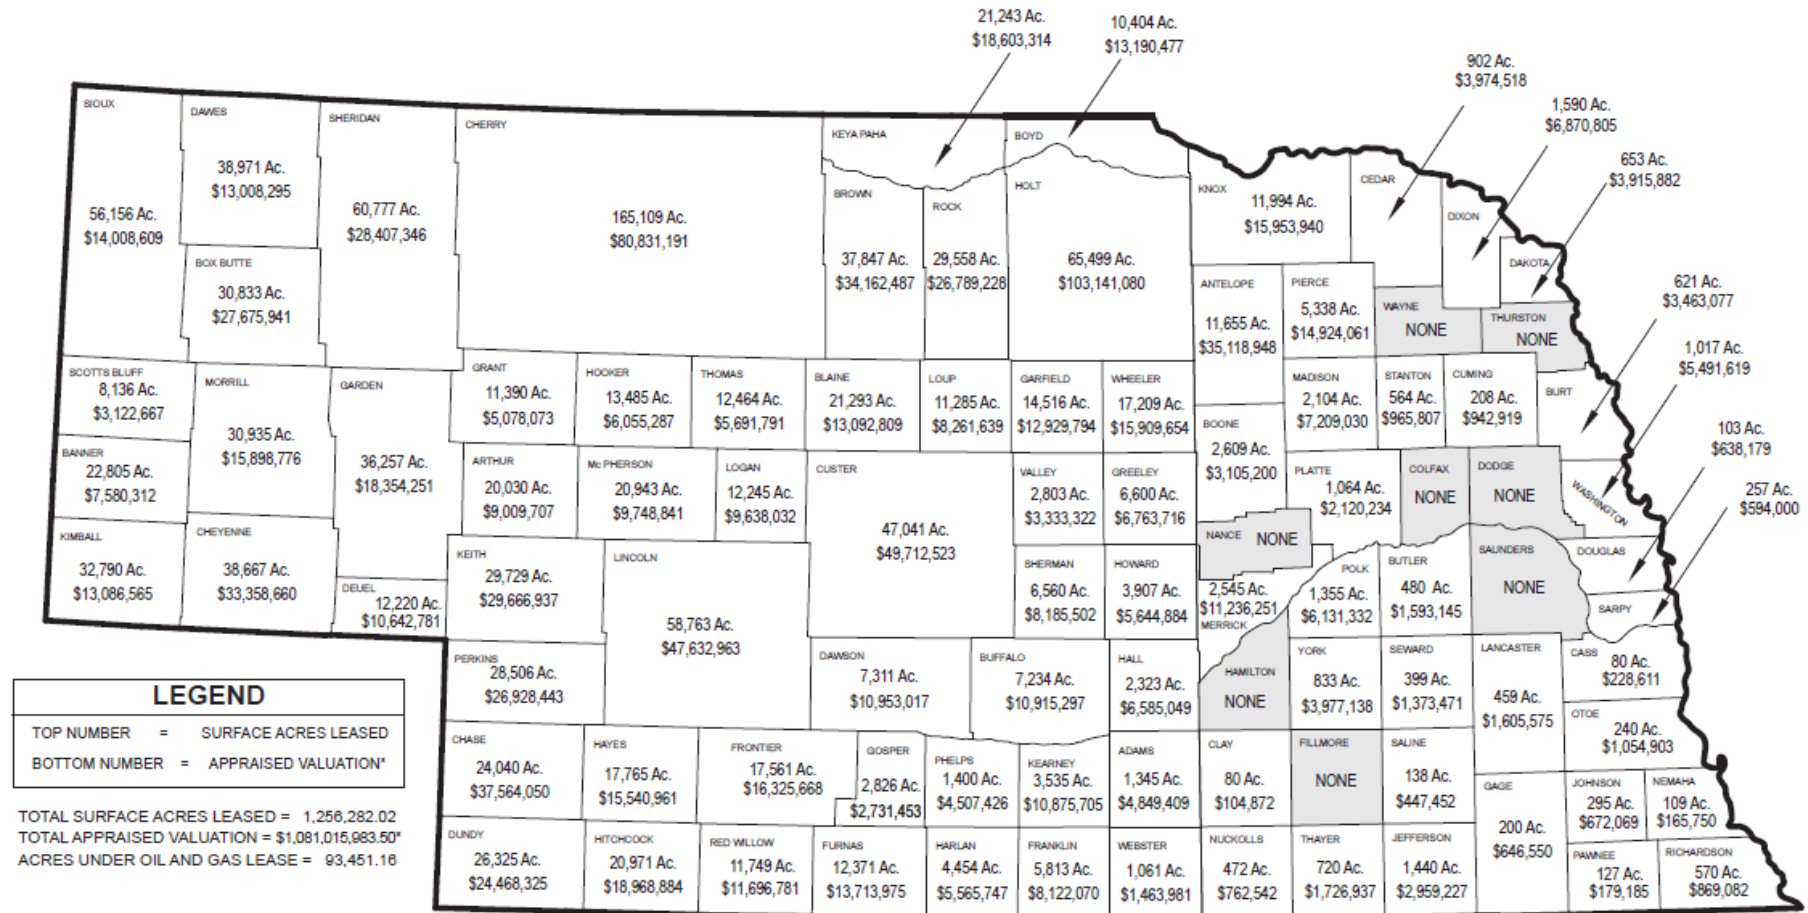 21,243 Ac.
$18,603,314
10,404 Ac.
$13,190,477
902 Ac.
$3,974,518
1,590 Ac.
$6,870,805
653 Ac.
$3,915,882
621 Ac.
$3,463,077
1,017 Ac.
$5,491,619
103 Ac.
$638,179
257 Ac.
$594,000
SIOUX
56,156 Ac.
$14,008,609
DAWES
38,971 Ac.
$13,008,295
BOX BUTTE
30,833 Ac.
$27,675,941
SHERIDAN
60,777 Ac.
$28,407,346
CHERRY
165,109 Ac.
$80,831,191
KEYA PAHA
BOYD
BROWN
37,847 Ac.
$34,162,487
ROCK
29,558 Ac.
$26,789,228
HOLT
65,499 Ac.
$103,141,080
KNOX
11,994 Ac.
$15,953,940
CEDAR
DIXON
DAKOTA
ANTELOPE
11,655 Ac.
$35,118,948
PIERCE
5,338 Ac.
$14,924,061
WAYNE
NONE
THURSTON
NONE
SCOTTS BLUFF
8,136 Ac.
$3,122,667
MORRILL
30,935 Ac.
$15,898,776
GARDEN
36,257 Ac.
$18,354,251
GRANT
11,390 Ac.
$5,078,073
HOOKER
13,485 Ac.
$6,055,287
THOMAS
12,464 Ac.
$5,691,791
BLAINE
21,293 Ac.
$13,092,809
LOUP
11,285 Ac.
$8,261,639
GARFIELD
14,516 Ac.
$12,929,794
WHEELER
17,209 Ac.
$15,909,654
MADISON
2,104 Ac.
$7,209,030
STANTON
564 Ac.
$965,807
CUMING
208 Ac.
$942,919
BURT
BANNER
22,805 Ac.
$7,580,312
ARTHUR
20,030 Ac.
$9,009,707
Mc PHERSON
20,943 Ac.
$9,748,841
LOGAN
12,245 Ac.
$9,638,032
CUSTER
47,041 Ac.
$49,712,523
VALLEY
2,803 Ac.
$3,333,322
GREELEY
6,600 Ac.
$6,763,716
BOONE
2,609 Ac.
$3,105,200
PLATTE
1,064 Ac.
$2,120,234
COLFAX
NONE
DODGE
NONE
WASHINGTON
KIMBALL
32,790 Ac.
$13,086,565
CHEYENNE
38,667 Ac.
$33,358,660
DEUEL
12,220 Ac.
$10,642,781
KEITH
29,729 Ac.
$29,666,937
LINCOLN
58,763 Ac.
$47,632,963
SHERMAN
6,560 Ac.
$8,185,502
HOWARD
3,907 Ac.
$5,644,884
NANCE
NONE
2,545 Ac.
$11,236,251
MERRICK
POLK
1,355 Ac.
$6,131,332
BUTLER
480 Ac.
$1,593,145
SAUNDERS
NONE
DOUGLAS
SARPY
PERKINS
28,506 Ac.
$26,928,443
DAWSON
7,311 Ac.
$10,953,017
BUFFALO
7,234 Ac.
$10,915,297
HALL
2,323 Ac.
$6,585,049
HAMILTON
NONE
YORK
833 Ac.
$3,977,138
SEWARD
399 Ac.
$1,373,471
LANCASTER
459 Ac.
$1,605,575
CASS
80 Ac.
$228,611
OTOE
240 Ac.
$1,054,903
CHASE
24,040 Ac.
$37,564,050
HAYES
17,765 Ac.
$15,540,961
FRONTIER
17,561 Ac.
$16,325,668
GOSPER
2,826 Ac.
$2,731,453
PHELPS
1,400 Ac.
$4,507,426
KEARNEY
3,535 Ac.
$10,875,705
ADAMS
1,345 Ac.
$4,849,409
CLAY
80 Ac.
$104,872
FILLMORE
NONE
SALINE
138 Ac.
$447,452
GAGE
200 Ac.
$646,550
JOHNSON
295 Ac.
$672,069
NEMAHA
109 Ac.
$165,750
DUNDY
26,325 Ac.
$24,468,325
HITCHCOCK
20,971 Ac.
$18,968,884
RED WILLOW
11,749 Ac.
$11,696,781
FURNAS
12,371 Ac.
$13,713,975
HARLAN
4,454 Ac.
$5,565,747
FRANKLIN
5,813 Ac.
$8,122,070
WEBSTER
1,061 Ac.
$1,463,981
NUCKOLLS
472 Ac.
$762,542
THAYER
720 Ac.
$1,726,937
JEFFERSON
1,440 Ac.
$2,959,227
PAWNEE
127 Ac.
$179,185
RICHARDSON
570 Ac.
$869,082
LEGEND
TOP NUMBER = SURFACE ACRES LEASED
BOTTOM NUMBER = APPRAISED VALUATION*
TOTAL SURFACE ACRES LEASED = 1,256,282.02
TOTAL APPRAISED VALUATION = $1,081,015,983.50*
ACRES UNDER OIL AND GAS LEASE = 93,451.16